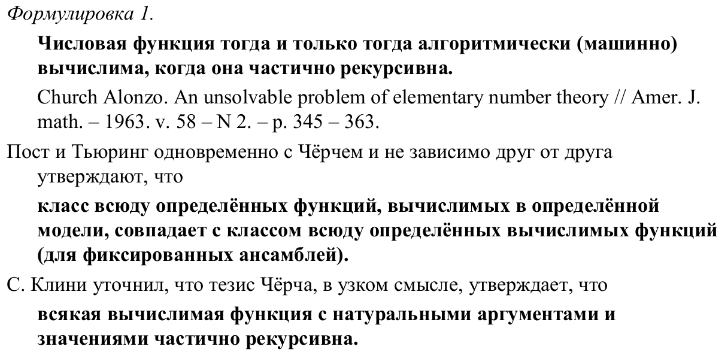 Формулировка 1.
Числовая функция тогда и только тогда алгоритмически (машинно)
вычислима, когда она частично рекурсивна.
Church Alonzo. An unsolvable problem of elementary number theory // Amer. J.
math. – 1963. v. 58 – N 2. – p. 345 – 363.
Пост и Тьюринг одновременно с Чёрчем и не зависимо друг от друга
утверждают, что
класс всюду определённых функций, вычислимых в определённой
модели, совпадает с классом всюду определённых вычислимых функций
(для фиксированных ансамблей).
С. Клини уточнил, что тезис Чёрча, в узком смысле, утверждает, что
всякая вычислимая функция с натуральными аргументами и
значениями частично рекурсивна.